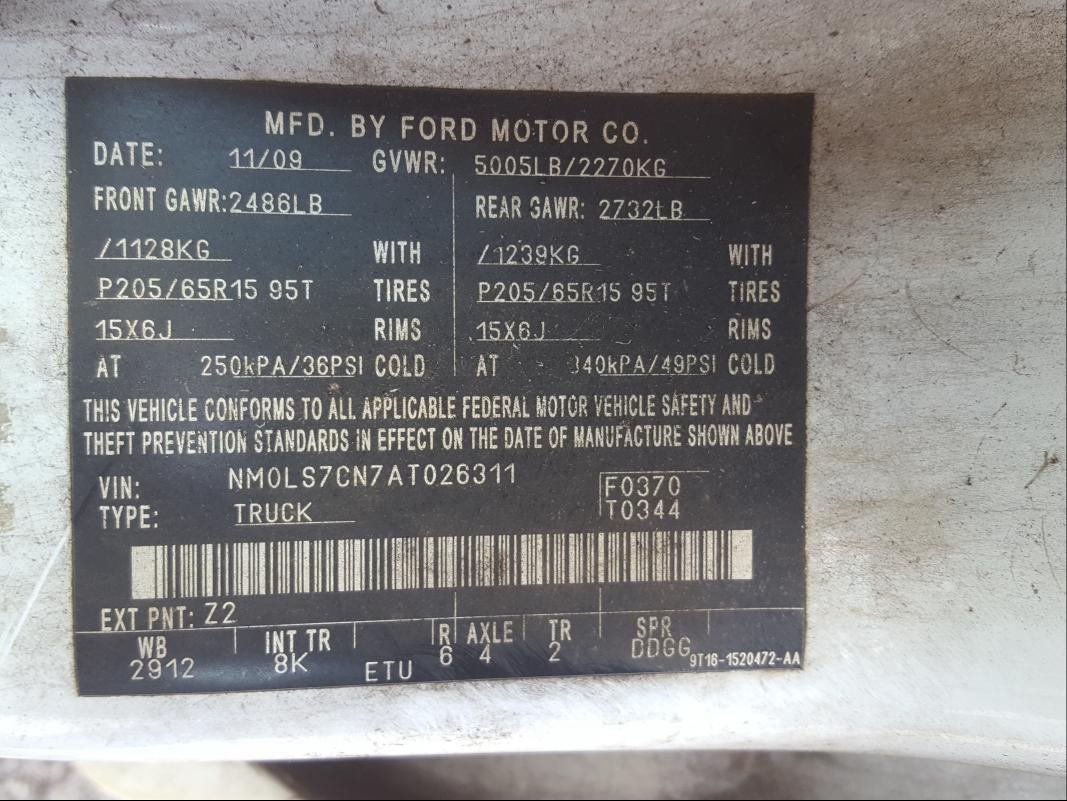 MFD. BY FORD MOTOR CO.
DATE: 11/09 GVWR: 5005LB/2270KG
FRONT GAWR: 2486LB REAR GAWR: 2732LB
/1128KG WITH /1239KG WITH
P205/65R15 95T TIRES P205/65R15 95T TIRES
15X6J RIMS 15X6J RIMS
AT 250kPA/36PSI COLD AT 340kPA/49PSI COLD
THIS VEHICLE CONFORMS TO ALL APPLICABLE FEDERAL MOTOR VEHICLE SAFETY AND
THEFT PREVENTION STANDARDS IN EFFECT ON THE DATE OF MANUFACTURE SHOWN ABOVE
VIN: NM0LS7CN7AT026311 F0370
TYPE: TRUCK T0344
EXT PNT: Z2
WB INT TR R AXLE TR SPR
2912 8K ETU 6 4 2 DDGG 9T16-1520472-AA